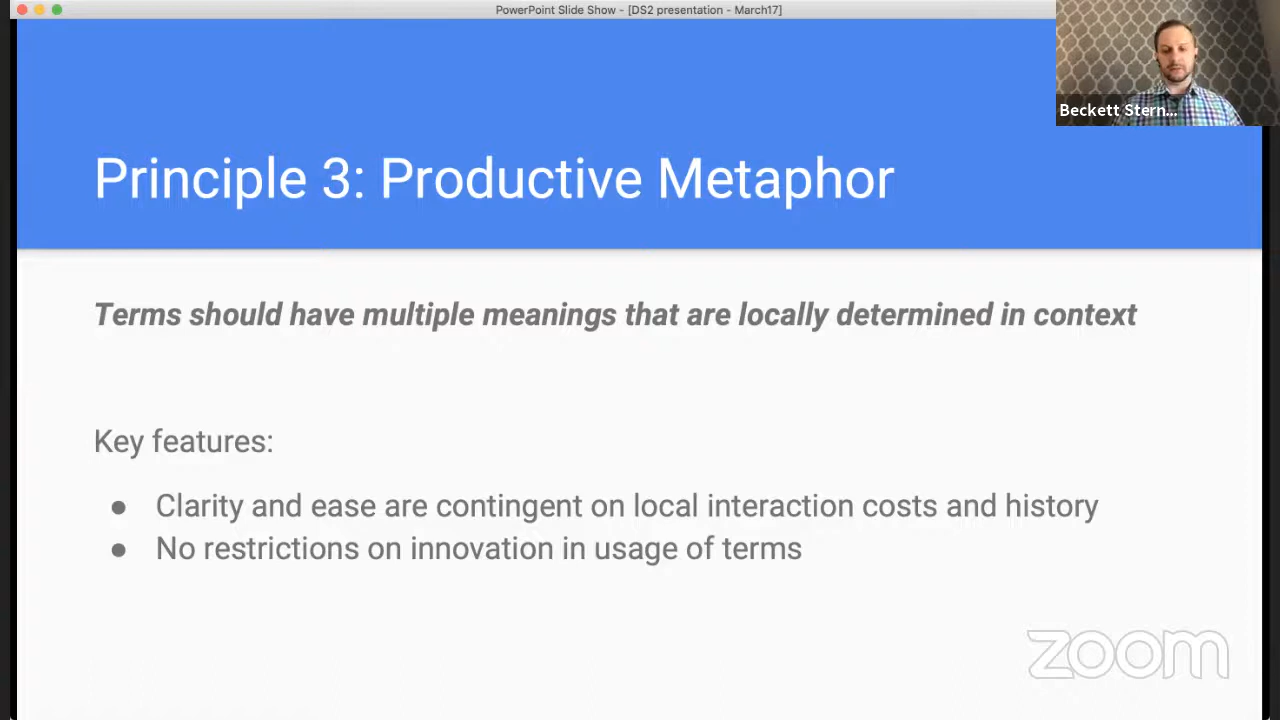 PowerPoint Slide Show - [DS2 presentation - March17]
Beckett Stern...
Principle 3: Productive Metaphor
Terms should have multiple meanings that are locally determined in context
Key features:
● Clarity and ease are contingent on local interaction costs and history
● No restrictions on innovation in usage of terms
zoom